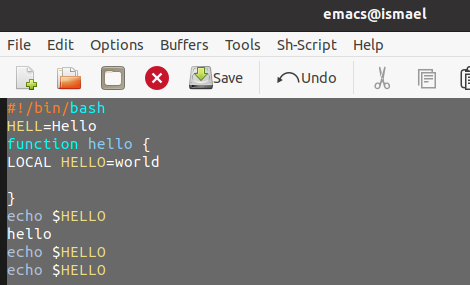 emacs@ismael
File Edit Options Buffers Tools Sh-Script Help
Save Undo
#!/bin/bash
HELL=Hello
function hello {
LOCAL HELLO=world
}
echo $HELLO
hello
echo $HELLO
echo $HELLO